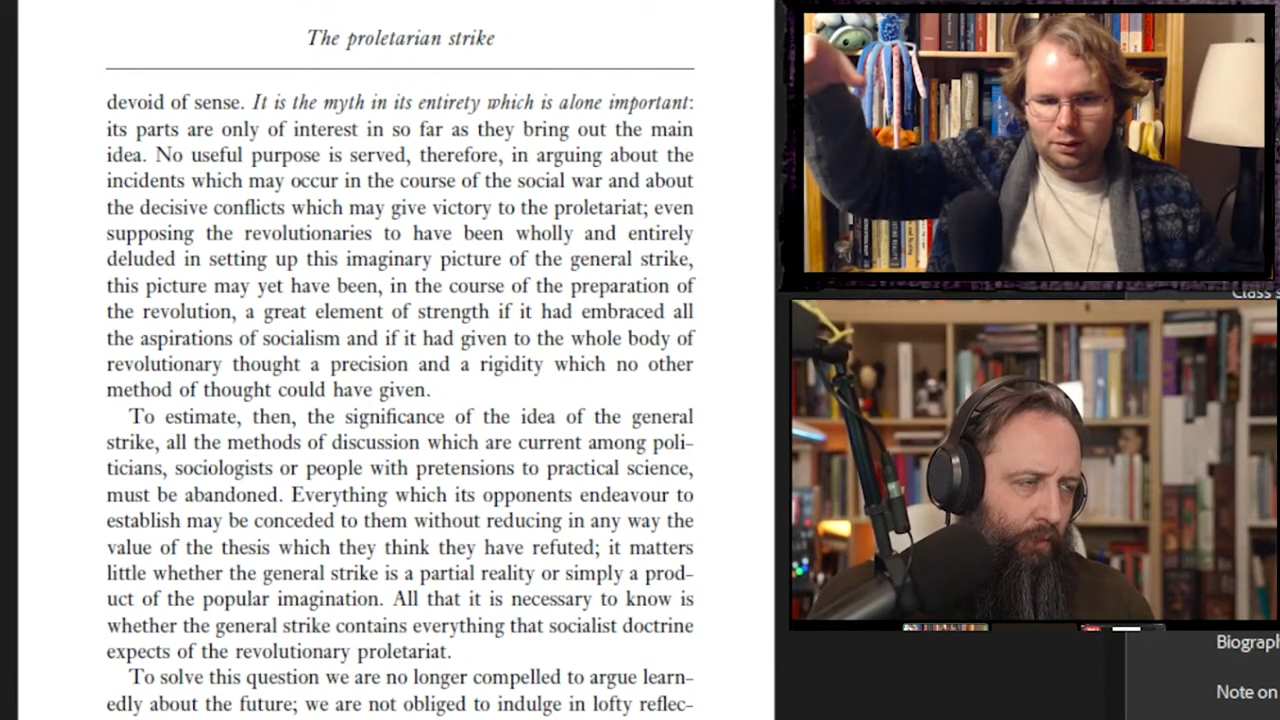 The proletarian strike
devoid of sense. It is the myth in its entirety which is alone important:
its parts are only of interest in so far as they bring out the main
idea. No useful purpose is served, therefore, in arguing about the
incidents which may occur in the course of the social war and about
the decisive conflicts which may give victory to the proletariat; even
supposing the revolutionaries to have been wholly and entirely
deluded in setting up this imaginary picture of the general strike,
this picture may yet have been, in the course of the preparation of
the revolution, a great element of strength if it had embraced all
the aspirations of socialism and if it had given to the whole body of
revolutionary thought a precision and a rigidity which no other
method of thought could have given.
To estimate, then, the significance of the idea of the general
strike, all the methods of discussion which are current among poli-
ticians, sociologists or people with pretensions to practical science,
must be abandoned. Everything which its opponents endeavour to
establish may be conceded to them without reducing in any way the
value of the thesis which they think they have refuted; it matters
little whether the general strike is a partial reality or simply a prod-
uct of the popular imagination. All that it is necessary to know is
whether the general strike contains everything that socialist doctrine
expects of the revolutionary proletariat.
To solve this question we are no longer compelled to argue learn-
edly about the future; we are not obliged to indulge in lofty reflec-
Class
Biograph
Note on